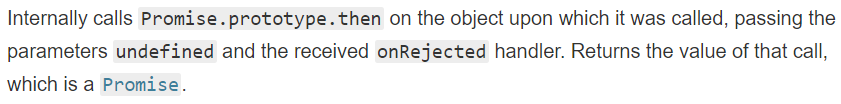 Internally calls Promise.prototype.then on the object upon which it was called, passing the
parameters undefined and the received onRejected handler. Returns the value of that call,
which is a Promise.